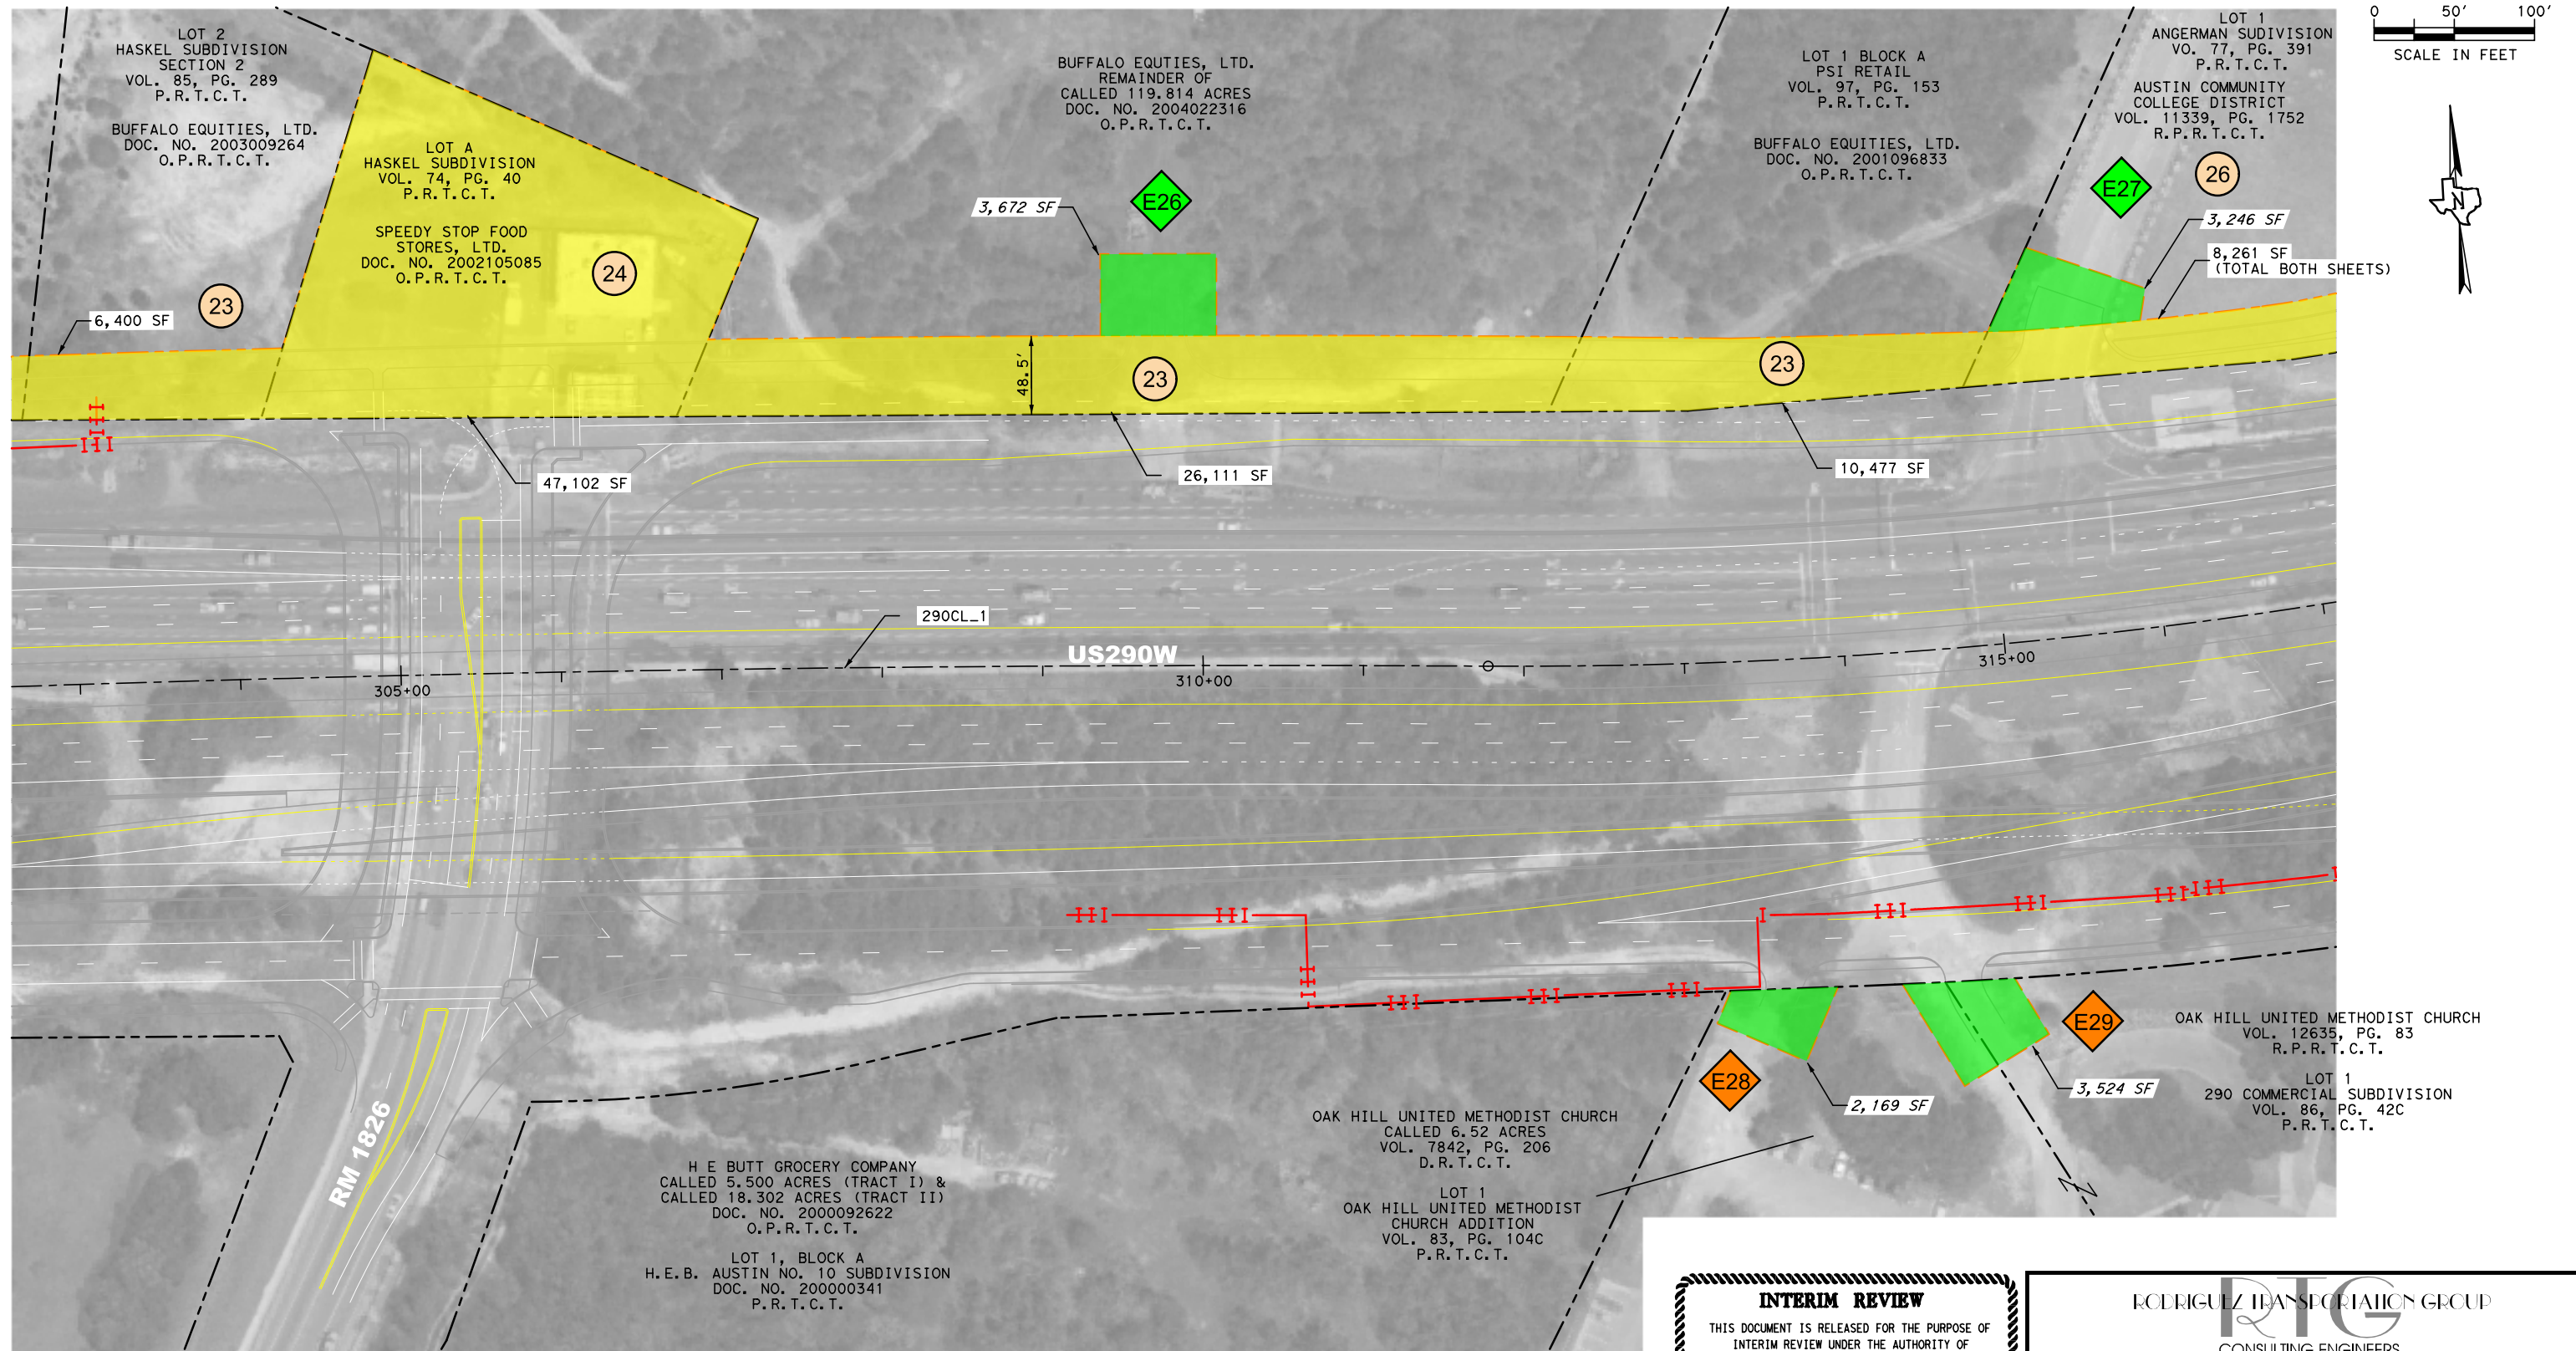 LOT 2
HASKEL SUBDIVISION
SECTION 2
VOL. 85, PG. 289
P.R.T.C.T.
BUFFALO EQUITIES, LTD.
DOC. NO. 2003009264
O.P.R.T.C.T.
LOT A
HASKEL SUBDIVISION
VOL. 74, PG. 40
P.R.T.C.T.
SPEEDY STOP FOOD
STORES, LTD.
DOC. NO. 2002105085
O.P.R.T.C.T.
24
23
6,400 SF
BUFFALO EQUTIES, LTD.
REMAINDER OF
CALLED 119.814 ACRES
DOC. NO. 2004022316
O.P.R.T.C.T.
E26
3,672 SF
LOT 1 BLOCK A
PSI RETAIL
VOL. 97, PG. 153
P.R.T.C.T.
BUFFALO EQUITIES, LTD.
DOC. NO. 2001096833
O.P.R.T.C.T.
LOT 1
ANGERMAN SUDIVISION
VO. 77, PG. 391
P.R.T.C.T.
AUSTIN COMMUNITY
COLLEGE DISTRICT
VOL. 11339, PG. 1752
R.P.R.T.C.T.
E27
26
3,246 SF
8,261 SF
(TOTAL BOTH SHEETS)
0 50' 100'
SCALE IN FEET
N
48.5'
23
23
47,102 SF
26,111 SF
10,477 SF
290CL_1
US290W
305+00
310+00
315+00
RM 1826
H E BUTT GROCERY COMPANY
CALLED 5.500 ACRES (TRACT I) &
CALLED 18.302 ACRES (TRACT II)
DOC. NO. 2000092622
O.P.R.T.C.T.
LOT 1, BLOCK A
H.E.B. AUSTIN NO. 10 SUBDIVISION
DOC. NO. 200000341
P.R.T.C.T.
OAK HILL UNITED METHODIST CHURCH
CALLED 6.52 ACRES
VOL. 7842, PG. 206
D.R.T.C.T.
LOT 1
OAK HILL UNITED METHODIST
CHURCH ADDITION
VOL. 83, PG. 104C
P.R.T.C.T.
E28
2,169 SF
E29
3,524 SF
OAK HILL UNITED METHODIST CHURCH
VOL. 12635, PG. 83
R.P.R.T.C.T.
LOT 1
290 COMMERCIAL SUBDIVISION
VOL. 86, PG. 42C
P.R.T.C.T.
INTERIM REVIEW
THIS DOCUMENT IS RELEASED FOR THE PURPOSE OF
INTERIM REVIEW UNDER THE AUTHORITY OF
RTG
RODRIGUEZ TRANSPORTATION GROUP
CONSULTING ENGINEERS